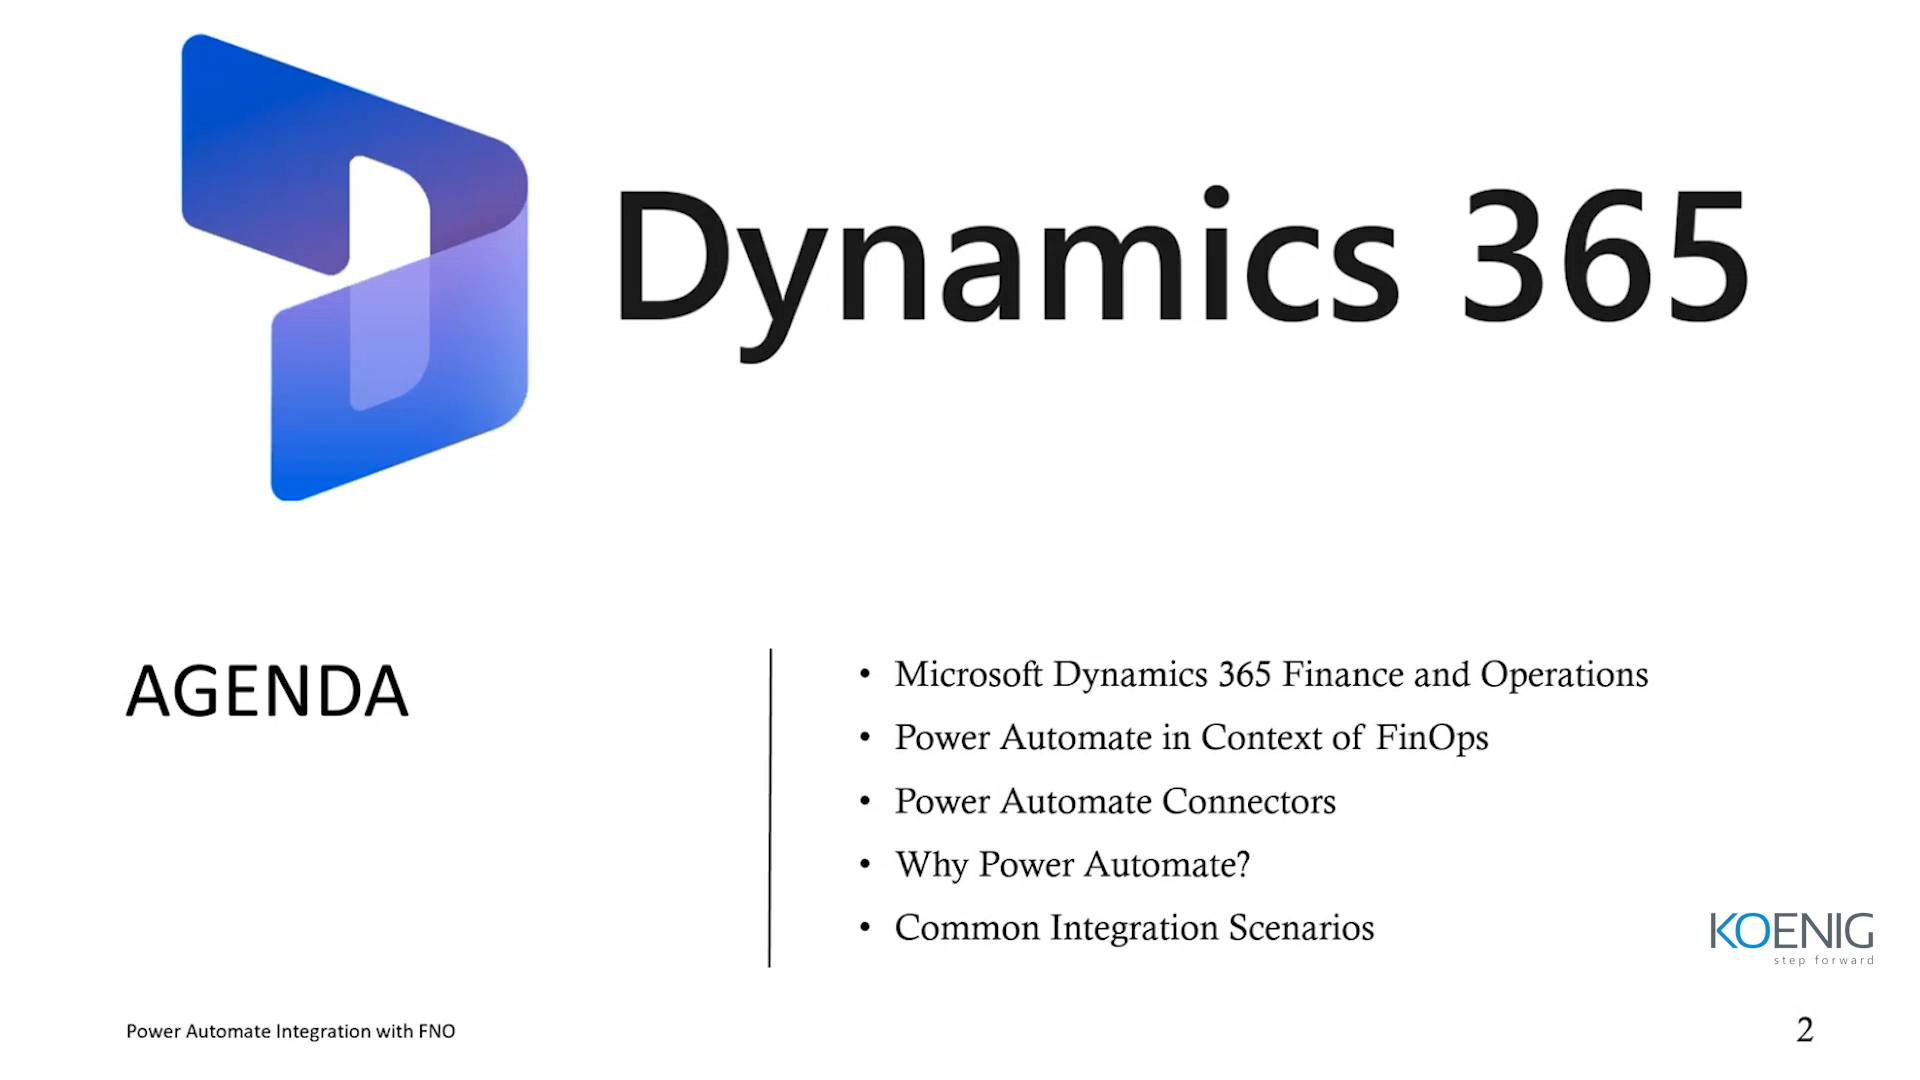 Dynamics 365
AGENDA
• Microsoft Dynamics 365 Finance and Operations
• Power Automate in Context of FinOps
• Power Automate Connectors
• Why Power Automate?
• Common Integration Scenarios
KOENIG
step forward
Power Automate Integration with FNO
2